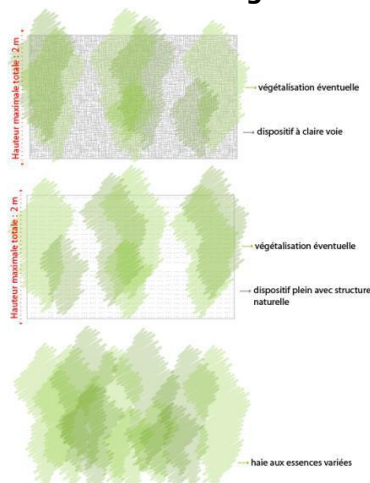 Hauteur maximale totale : 2 m
végétalisation éventuelle
dispositif à claire voie
Hauteur maximale totale : 2 m
végétalisation éventuelle
dispositif plein avec structure
naturelle
haie aux essences variées